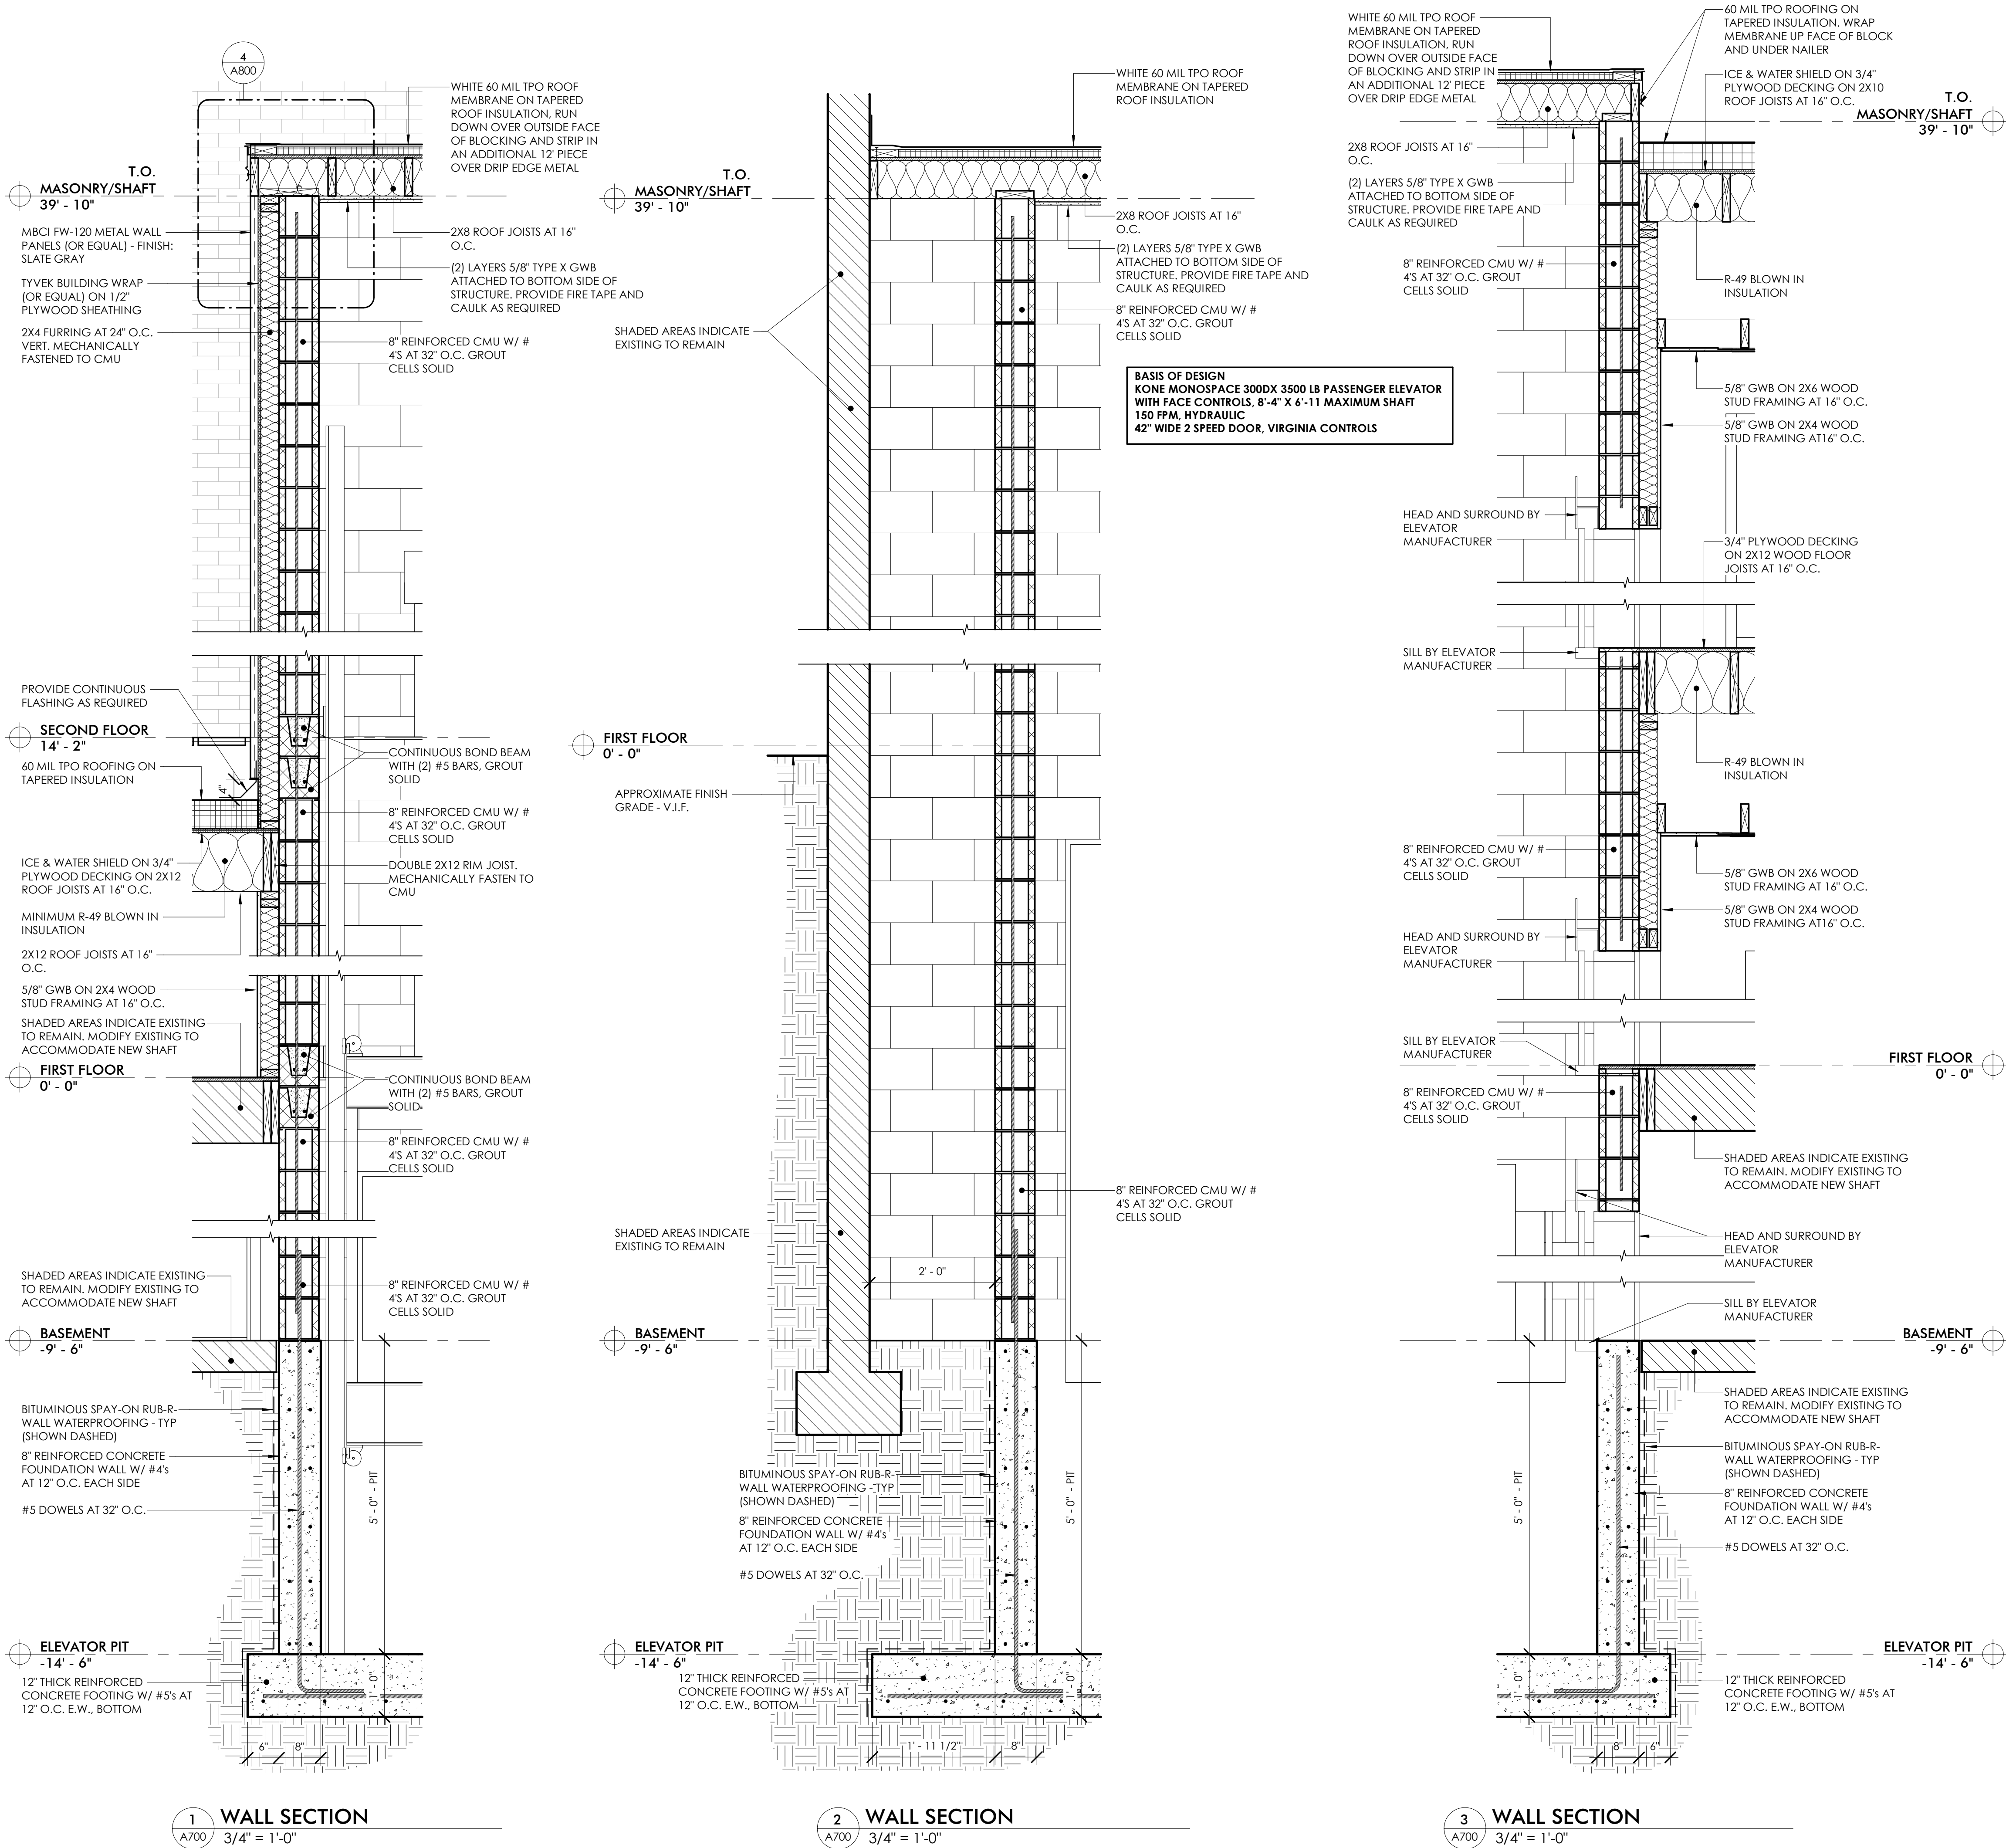 4
A800
WHITE 60 MIL TPO ROOF
MEMBRANE ON TAPERED
ROOF INSULATION, RUN
DOWN OVER OUTSIDE FACE
OF BLOCKING AND STRIP IN
AN ADDITIONAL 12' PIECE
OVER DRIP EDGE METAL
T.O.
MASONRY/SHAFT
39' - 10"
MBCI FW-120 METAL WALL
PANELS (OR EQUAL) - FINISH:
SLATE GRAY
TYVEK BUILDING WRAP
(OR EQUAL) ON 1/2"
PLYWOOD SHEATHING
2X4 FURRING AT 24" O.C.
VERT. MECHANICALLY
FASTENED TO CMU
2X8 ROOF JOISTS AT 16"
O.C.
(2) LAYERS 5/8" TYPE X GWB
ATTACHED TO BOTTOM SIDE OF
STRUCTURE. PROVIDE FIRE TAPE AND
CAULK AS REQUIRED
8" REINFORCED CMU W/ #
4'S AT 32" O.C. GROUT
CELLS SOLID
PROVIDE CONTINUOUS
FLASHING AS REQUIRED
SECOND FLOOR
14' - 2"
60 MIL TPO ROOFING ON
TAPERED INSULATION
4"
CONTINUOUS BOND BEAM
WITH (2) #5 BARS, GROUT
SOLID
8" REINFORCED CMU W/ #
4'S AT 32" O.C. GROUT
CELLS SOLID
ICE & WATER SHIELD ON 3/4"
PLYWOOD DECKING ON 2X12
ROOF JOISTS AT 16" O.C.
DOUBLE 2X12 RIM JOIST.
MECHANICALLY FASTEN TO
CMU
MINIMUM R-49 BLOWN IN
INSULATION
2X12 ROOF JOISTS AT 16"
O.C.
5/8" GWB ON 2X4 WOOD
STUD FRAMING AT 16" O.C.
SHADED AREAS INDICATE EXISTING
TO REMAIN. MODIFY EXISTING TO
ACCOMMODATE NEW SHAFT
FIRST FLOOR
0' - 0"
CONTINUOUS BOND BEAM
WITH (2) #5 BARS, GROUT
SOLID
8" REINFORCED CMU W/ #
4'S AT 32" O.C. GROUT
CELLS SOLID
SHADED AREAS INDICATE EXISTING
TO REMAIN. MODIFY EXISTING TO
ACCOMMODATE NEW SHAFT
8" REINFORCED CMU W/ #
4'S AT 32" O.C. GROUT
CELLS SOLID
BASEMENT
-9' - 6"
BITUMINOUS SPAY-ON RUB-R-
WALL WATERPROOFING - TYP
(SHOWN DASHED)
8" REINFORCED CONCRETE
FOUNDATION WALL W/ #4's
AT 12" O.C. EACH SIDE
#5 DOWELS AT 32" O.C.
5' - 0" - PIT
ELEVATOR PIT
-14' - 6"
12" THICK REINFORCED
CONCRETE FOOTING W/ #5's AT
12" O.C. E.W., BOTTOM
1' - 0"
6"
8"
1
A700
WALL SECTION
3/4" = 1'-0"
WHITE 60 MIL TPO ROOF
MEMBRANE ON TAPERED
ROOF INSULATION
T.O.
MASONRY/SHAFT
39' - 10"
2X8 ROOF JOISTS AT 16"
O.C.
(2) LAYERS 5/8" TYPE X GWB
ATTACHED TO BOTTOM SIDE OF
STRUCTURE. PROVIDE FIRE TAPE AND
CAULK AS REQUIRED
8" REINFORCED CMU W/ #
4'S AT 32" O.C. GROUT
CELLS SOLID
SHADED AREAS INDICATE
EXISTING TO REMAIN
BASIS OF DESIGN
KONE MONOSPACE 300DX 3500 LB PASSENGER ELEVATOR
WITH FACE CONTROLS, 8'-4" X 6'-11 MAXIMUM SHAFT
150 FPM, HYDRAULIC
42" WIDE 2 SPEED DOOR, VIRGINIA CONTROLS
FIRST FLOOR
0' - 0"
APPROXIMATE FINISH
GRADE - V.I.F.
8" REINFORCED CMU W/ #
4'S AT 32" O.C. GROUT
CELLS SOLID
SHADED AREAS INDICATE
EXISTING TO REMAIN
2' - 0"
BASEMENT
-9' - 6"
BITUMINOUS SPAY-ON RUB-R-
WALL WATERPROOFING - TYP
(SHOWN DASHED)
8" REINFORCED CONCRETE
FOUNDATION WALL W/ #4's
AT 12" O.C. EACH SIDE
#5 DOWELS AT 32" O.C.
5' - 0" - PIT
ELEVATOR PIT
-14' - 6"
12" THICK REINFORCED
CONCRETE FOOTING W/ #5's AT
12" O.C. E.W., BOTTOM
1' - 0"
1' - 11 1/2"
8"
2
A700
WALL SECTION
3/4" = 1'-0"
WHITE 60 MIL TPO ROOF
MEMBRANE ON TAPERED
ROOF INSULATION, RUN
DOWN OVER OUTSIDE FACE
OF BLOCKING AND STRIP IN
AN ADDITIONAL 12' PIECE
OVER DRIP EDGE METAL
60 MIL TPO ROOFING ON
TAPERED INSULATION. WRAP
MEMBRANE UP FACE OF BLOCK
AND UNDER NAILER
ICE & WATER SHIELD ON 3/4"
PLYWOOD DECKING ON 2X10
ROOF JOISTS AT 16" O.C.
T.O.
MASONRY/SHAFT
39' - 10"
2X8 ROOF JOISTS AT 16"
O.C.
(2) LAYERS 5/8" TYPE X GWB
ATTACHED TO BOTTOM SIDE OF
STRUCTURE. PROVIDE FIRE TAPE AND
CAULK AS REQUIRED
8" REINFORCED CMU W/ #
4'S AT 32" O.C. GROUT
CELLS SOLID
R-49 BLOWN IN
INSULATION
5/8" GWB ON 2X6 WOOD
STUD FRAMING AT 16" O.C.
5/8" GWB ON 2X4 WOOD
STUD FRAMING AT16" O.C.
HEAD AND SURROUND BY
ELEVATOR
MANUFACTURER
3/4" PLYWOOD DECKING
ON 2X12 WOOD FLOOR
JOISTS AT 16" O.C.
SILL BY ELEVATOR
MANUFACTURER
R-49 BLOWN IN
INSULATION
8" REINFORCED CMU W/ #
4'S AT 32" O.C. GROUT
CELLS SOLID
5/8" GWB ON 2X6 WOOD
STUD FRAMING AT 16" O.C.
5/8" GWB ON 2X4 WOOD
STUD FRAMING AT16" O.C.
HEAD AND SURROUND BY
ELEVATOR
MANUFACTURER
SILL BY ELEVATOR
MANUFACTURER
FIRST FLOOR
0' - 0"
8" REINFORCED CMU W/ #
4'S AT 32" O.C. GROUT
CELLS SOLID
SHADED AREAS INDICATE EXISTING
TO REMAIN. MODIFY EXISTING TO
ACCOMMODATE NEW SHAFT
HEAD AND SURROUND BY
ELEVATOR
MANUFACTURER
SILL BY ELEVATOR
MANUFACTURER
BASEMENT
-9' - 6"
SHADED AREAS INDICATE EXISTING
TO REMAIN. MODIFY EXISTING TO
ACCOMMODATE NEW SHAFT
BITUMINOUS SPAY-ON RUB-R-
WALL WATERPROOFING - TYP
(SHOWN DASHED)
8" REINFORCED CONCRETE
FOUNDATION WALL W/ #4's
AT 12" O.C. EACH SIDE
#5 DOWELS AT 32" O.C.
5' - 0" - PIT
ELEVATOR PIT
-14' - 6"
12" THICK REINFORCED
CONCRETE FOOTING W/ #5's AT
12" O.C. E.W., BOTTOM
1' - 0"
8"
6"
3
A700
WALL SECTION
3/4" = 1'-0"